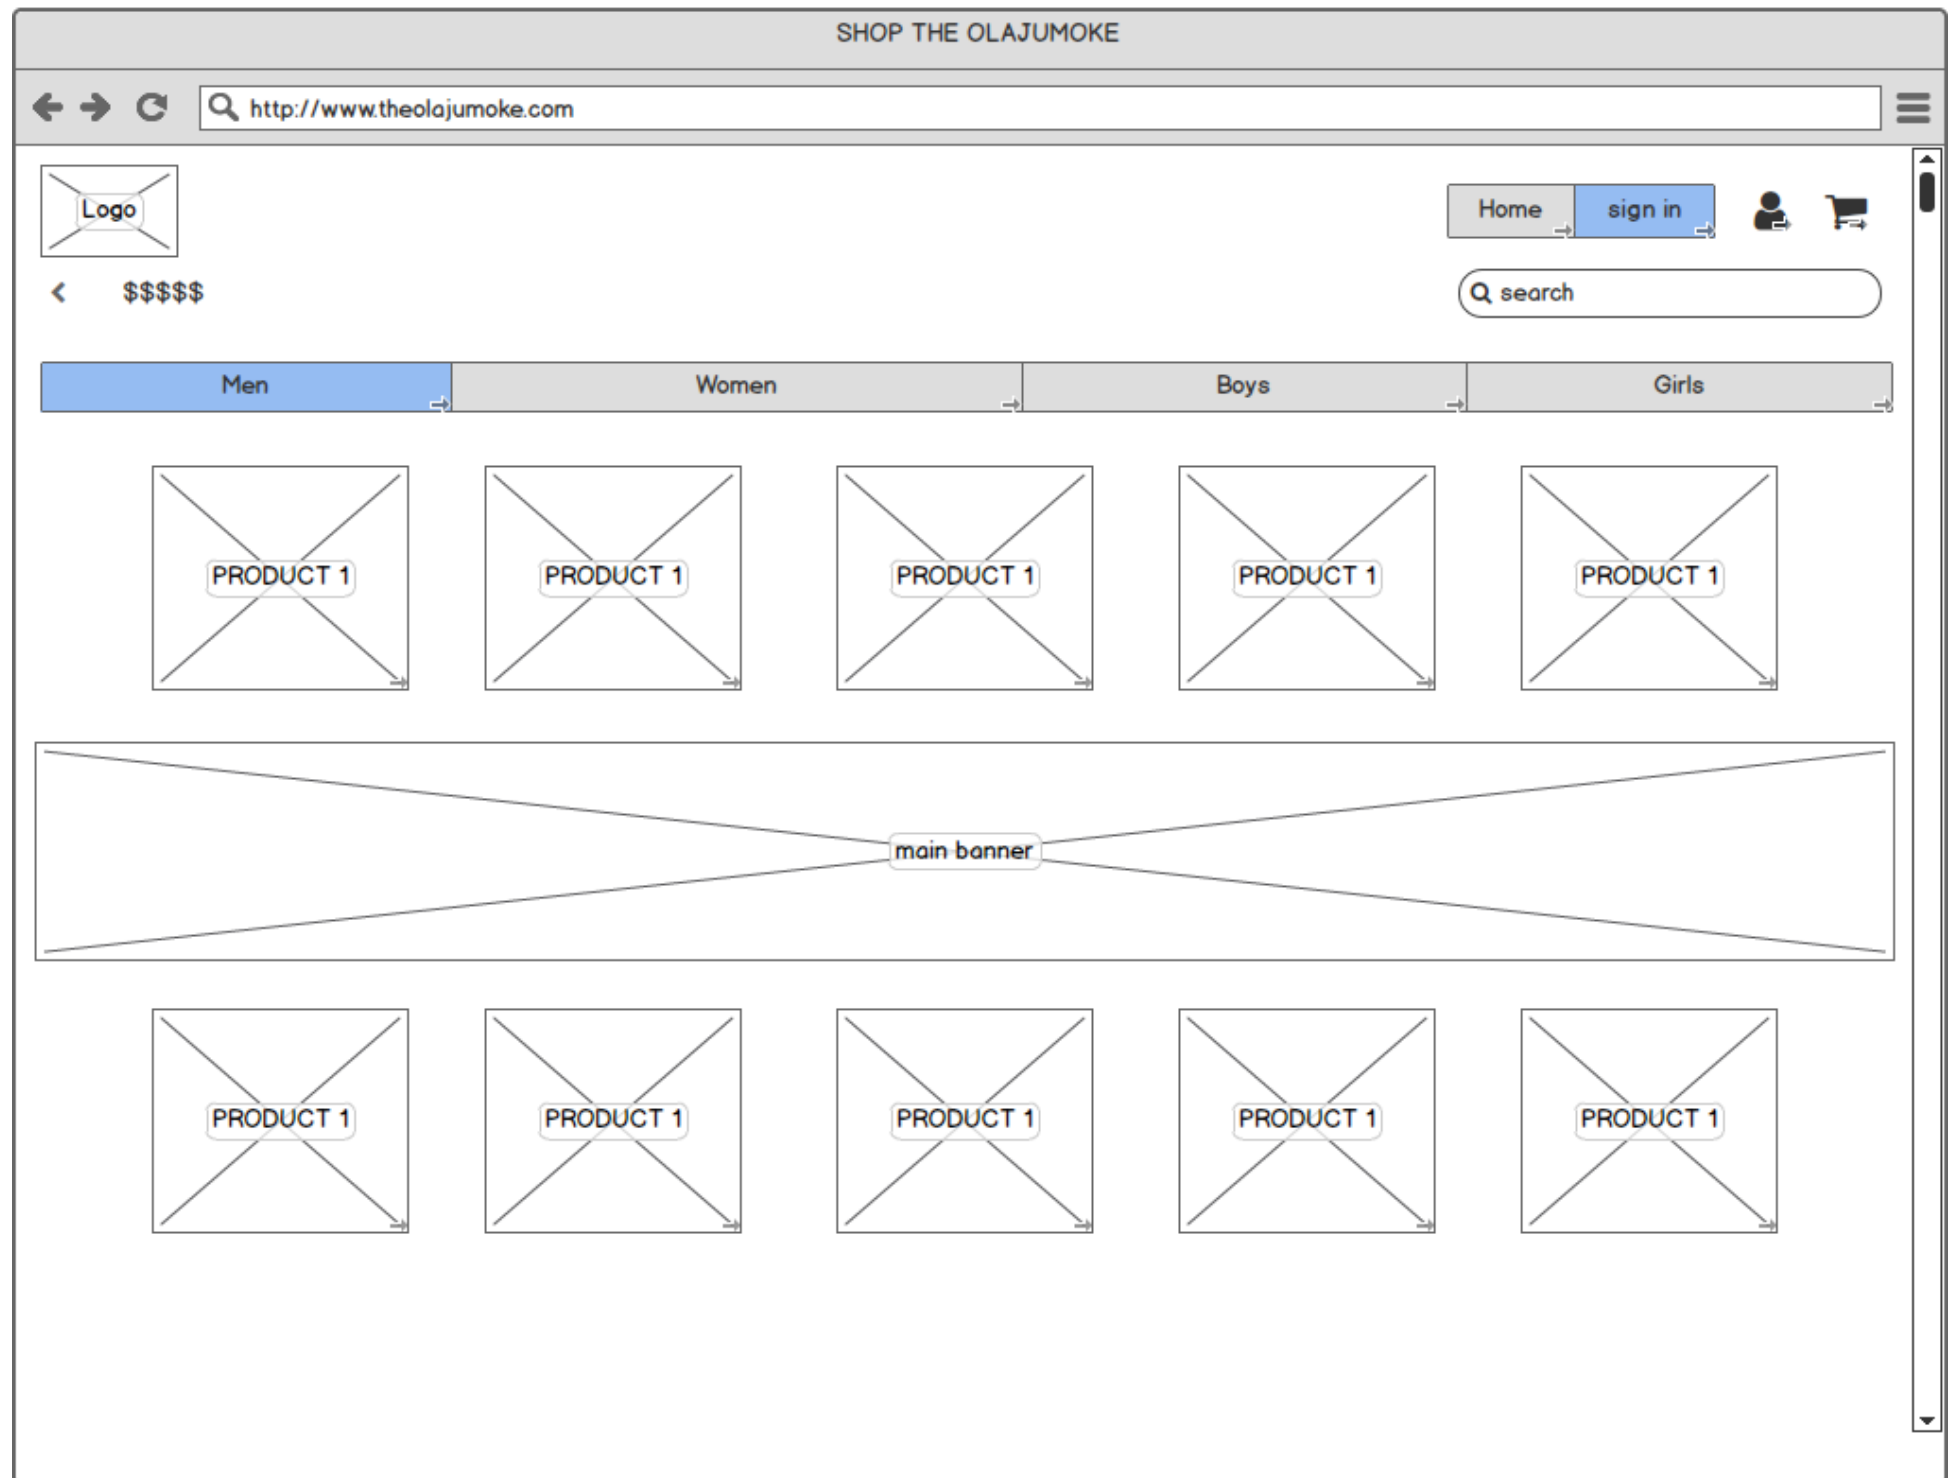 SHOP THE OLAJUMOKE
http://www.theolajumoke.com
Logo
Home sign in
$$$$$
search
Men Women Boys Girls
PRODUCT 1 PRODUCT 1 PRODUCT 1 PRODUCT 1 PRODUCT 1
main banner
PRODUCT 1 PRODUCT 1 PRODUCT 1 PRODUCT 1 PRODUCT 1